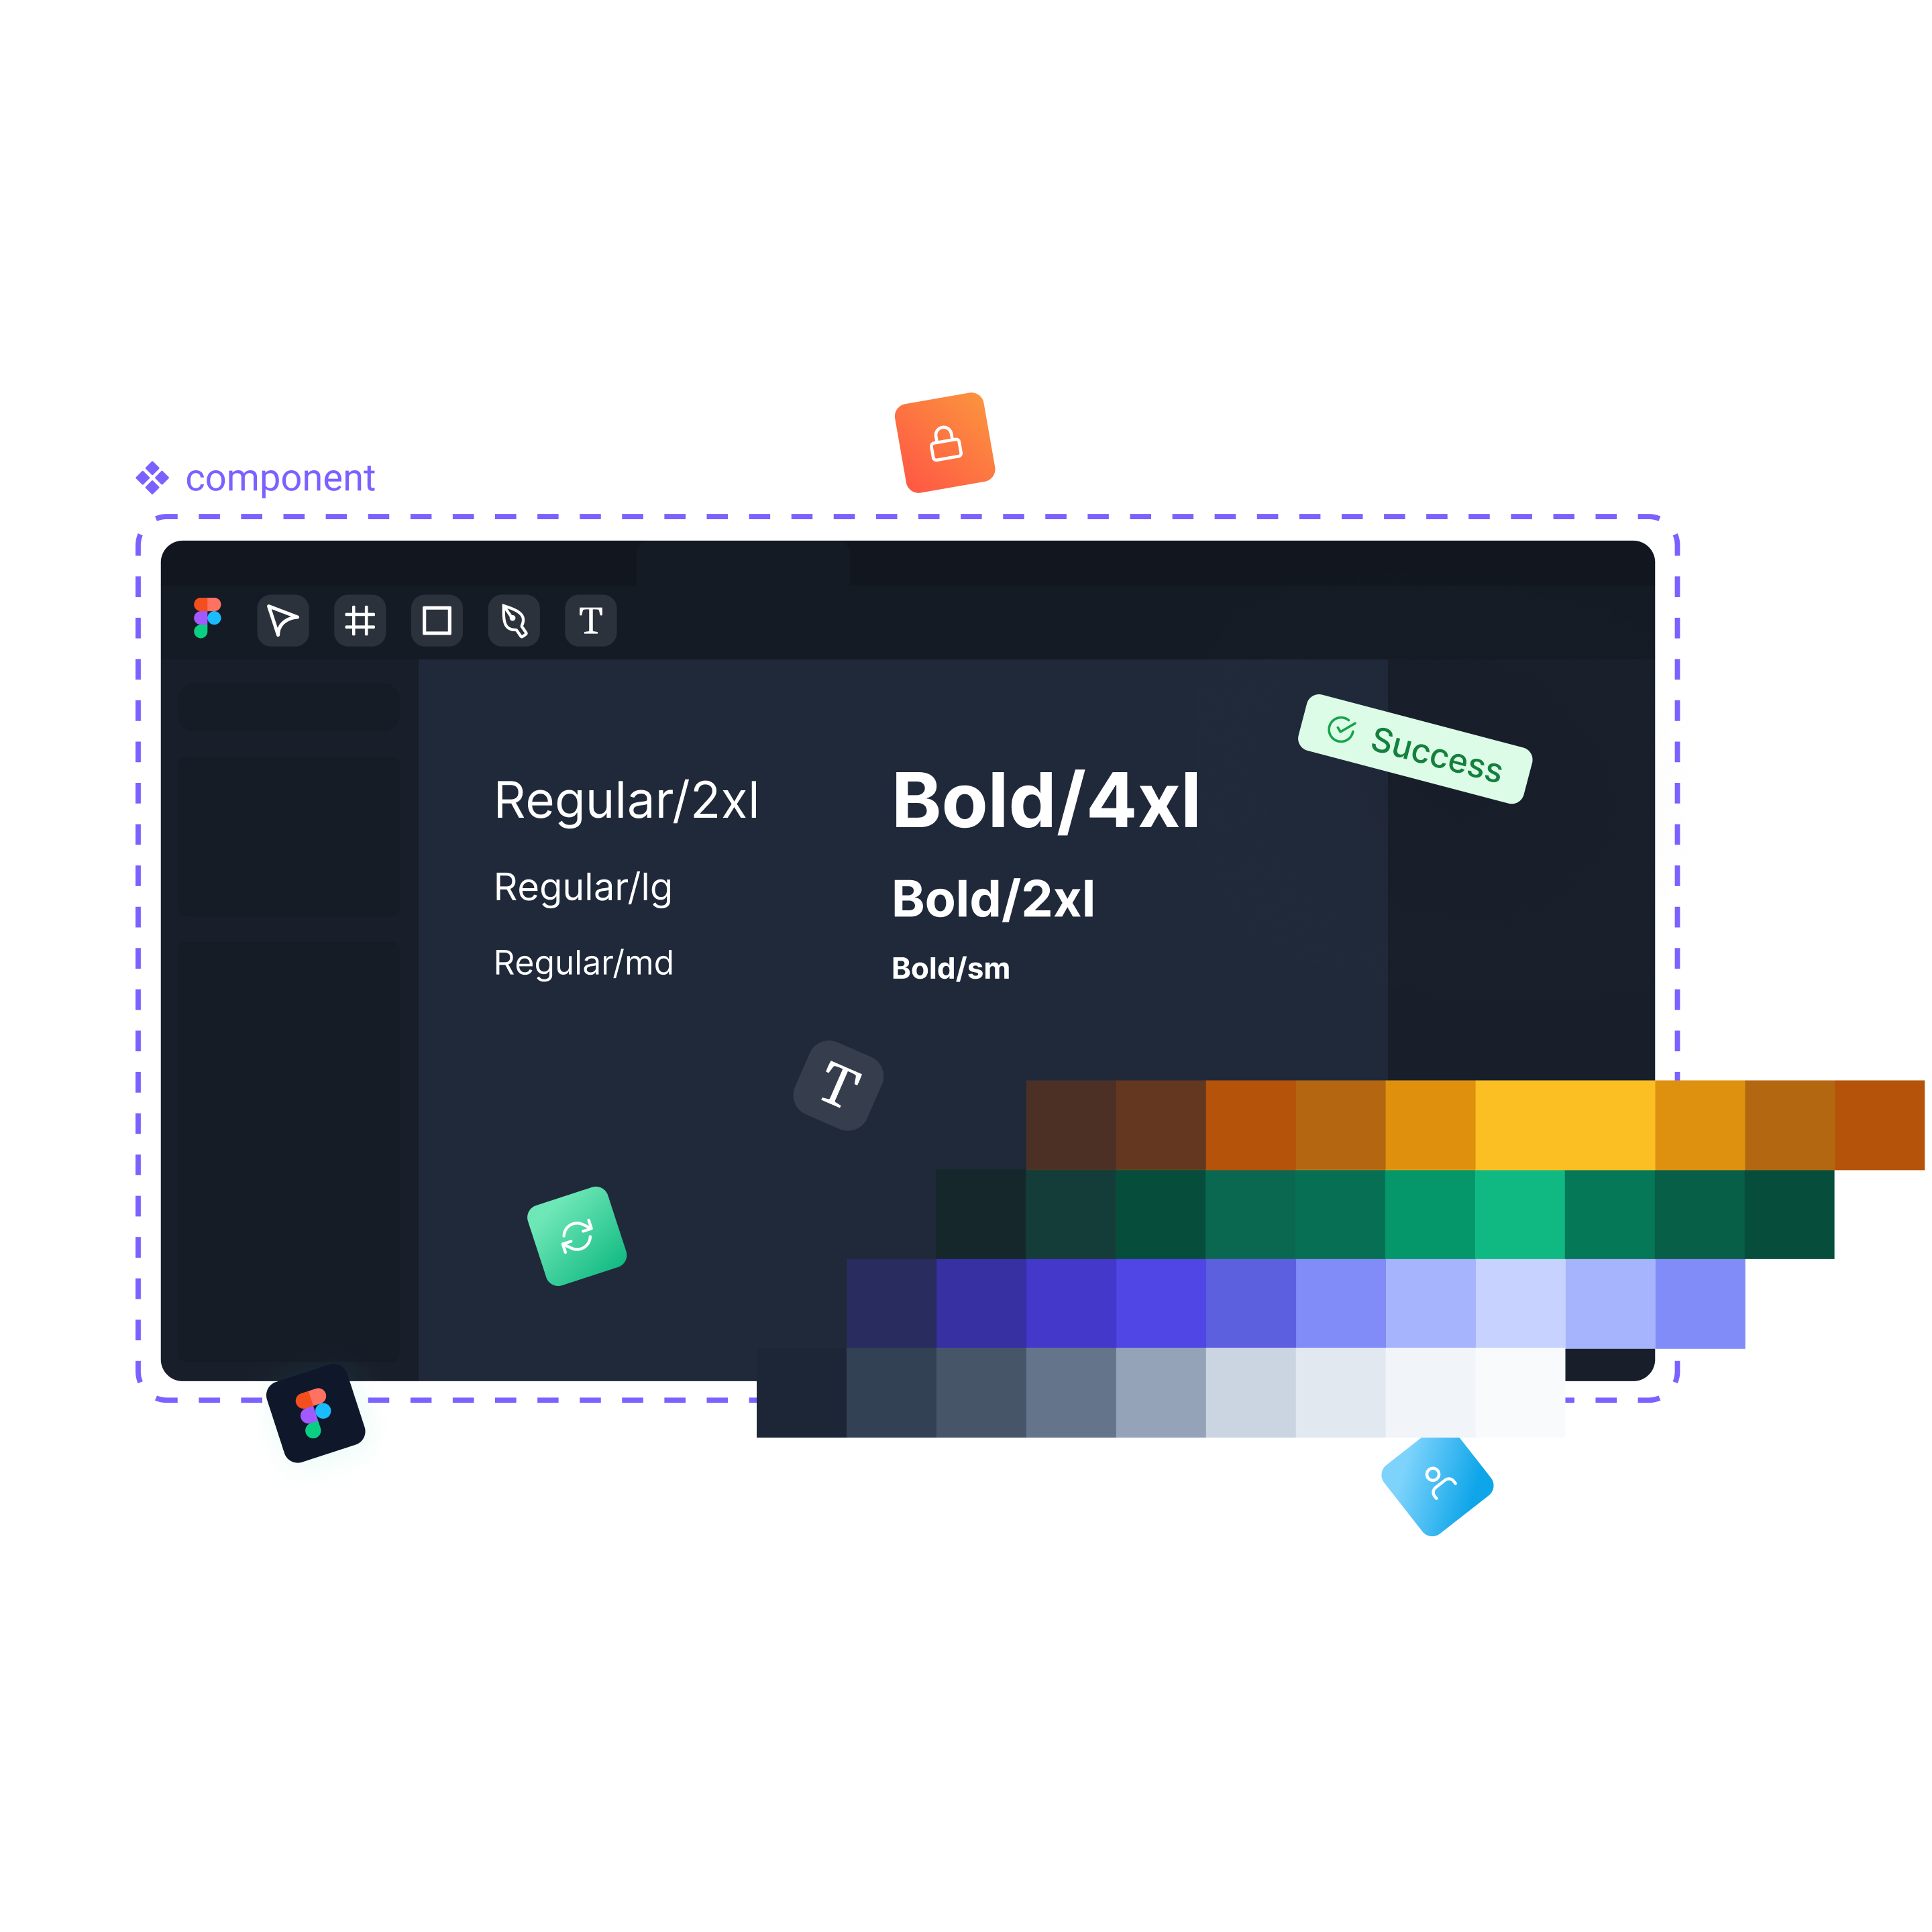 component
Success
Regular/2xl
Bold/4xl
Regular/lg
Bold/2xl
Regular/md
Bold/sm